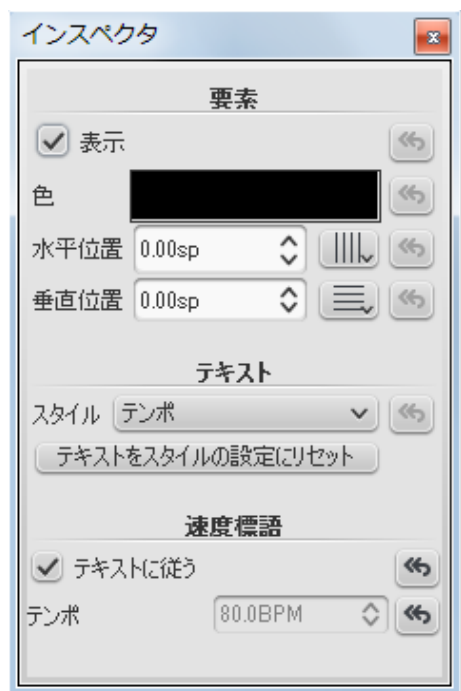 インスペクタ
要素
表示
色
水平位置 0.00sp
垂直位置 0.00sp
テキスト
スタイル テンポ
テキストをスタイルの設定にリセット
速度標語
テキストに従う
テンポ 80.0BPM